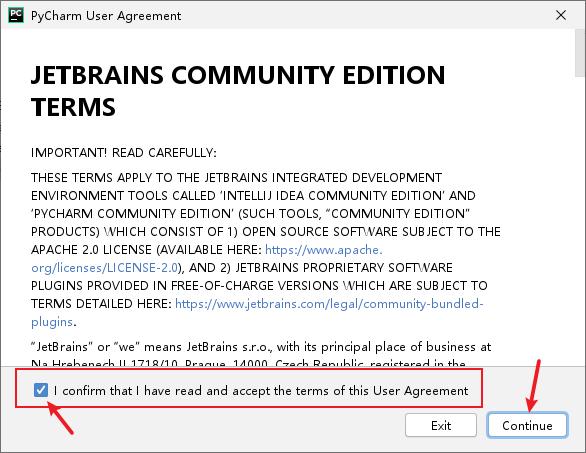 PC PyCharm User Agreement
JETBRAINS COMMUNITY EDITION
TERMS
IMPORTANT! READ CAREFULLY:
THESE TERMS APPLY TO THE JETBRAINS INTEGRATED DEVELOPMENT
ENVIRONMENT TOOLS CALLED 'INTELLIJ IDEA COMMUNITY EDITION' AND
'PYCHARM COMMUNITY EDITION' (SUCH TOOLS, “COMMUNITY EDITION”
PRODUCTS) WHICH CONSIST OF 1) OPEN SOURCE SOFTWARE SUBJECT TO THE
APACHE 2.0 LICENSE (AVAILABLE HERE: https://www.apache.
org/licenses/LICENSE-2.0), AND 2) JETBRAINS PROPRIETARY SOFTWARE
PLUGINS PROVIDED IN FREE-OF-CHARGE VERSIONS WHICH ARE SUBJECT TO
TERMS DETAILED HERE: https://www.jetbrains.com/legal/community-bundled-
plugins.
“JetBrains” or “we” means JetBrains s.r.o., with its principal place of business at
Na Hrebenech II 1718/10, Prague, 14000, Czech Republic, registered in the
I confirm that I have read and accept the terms of this User Agreement
Exit
Continue